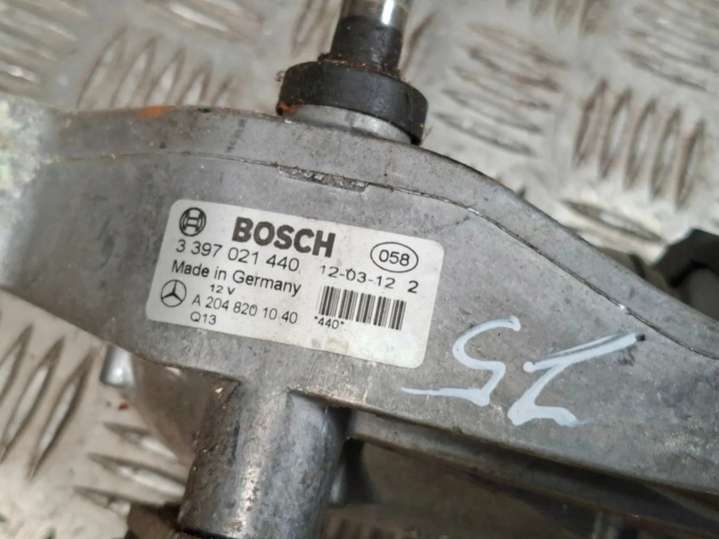 BOSCH 058
3 397 021 440 12-03-12 2
Made in Germany
12 V
A 204 820 10 40 *440*
Q13
25